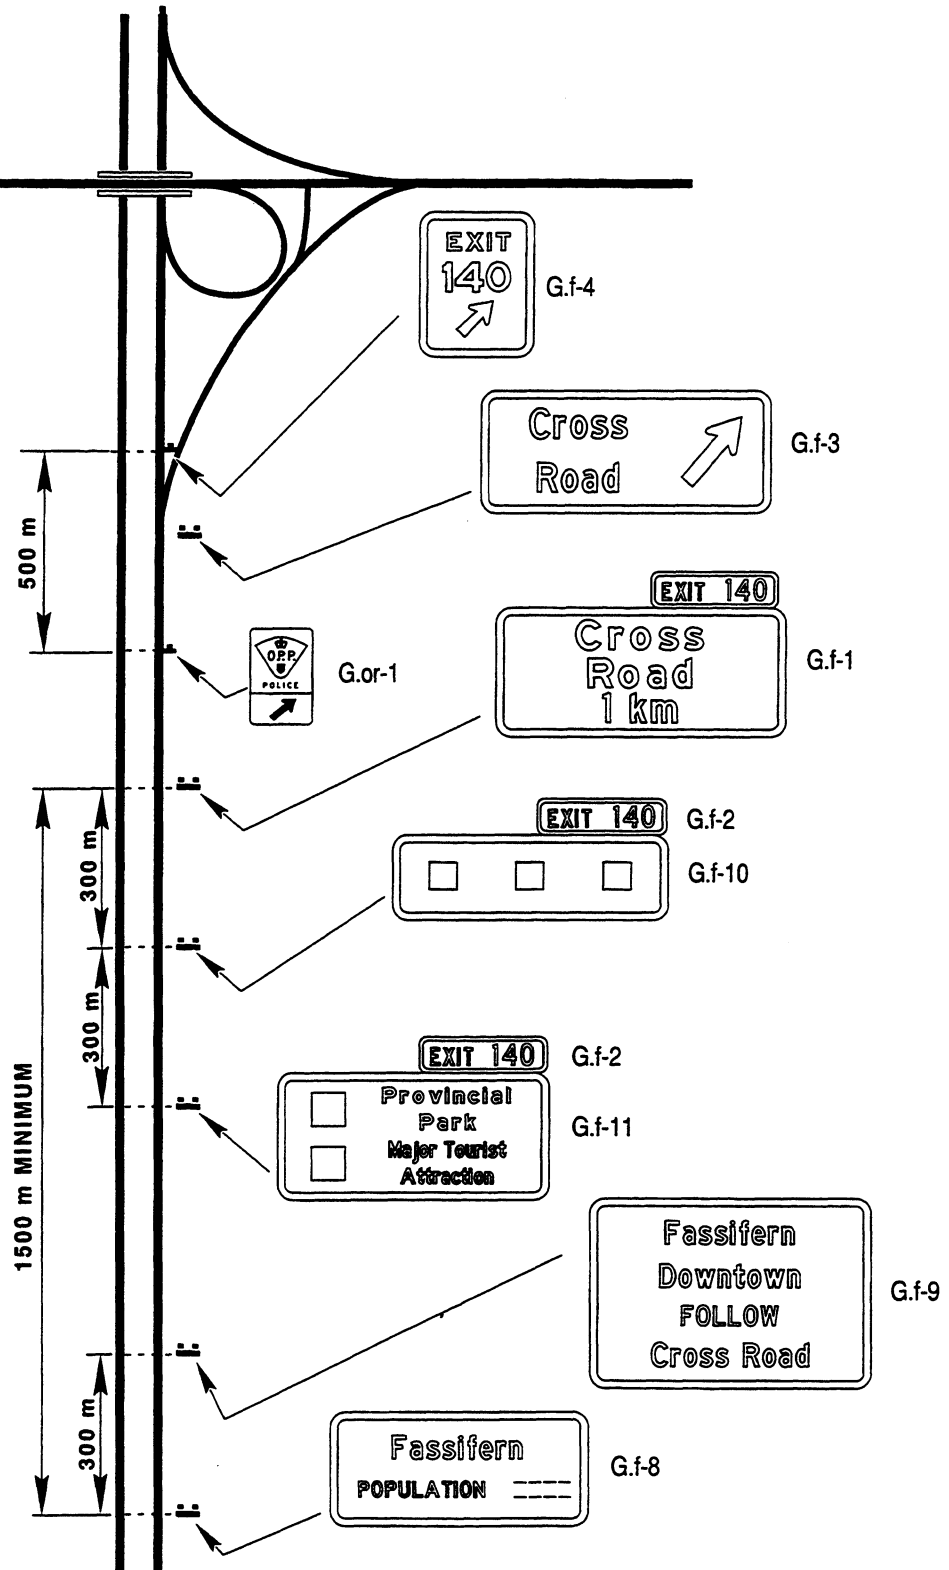 EXIT
140
G.f-4
Cross
Road
G.f-3
500 m
EXIT 140
Cross
Road
1 km
G.f-1
O.P.P.
POLICE
G.or-1
EXIT 140
G.f-2
G.f-10
300 m
300 m
EXIT 140
G.f-2
Provincial
Park
Major Tourist
Attraction
G.f-11
1500 m MINIMUM
Fassifern
Downtown
FOLLOW
Cross Road
G.f-9
300 m
Fassifern
POPULATION
G.f-8